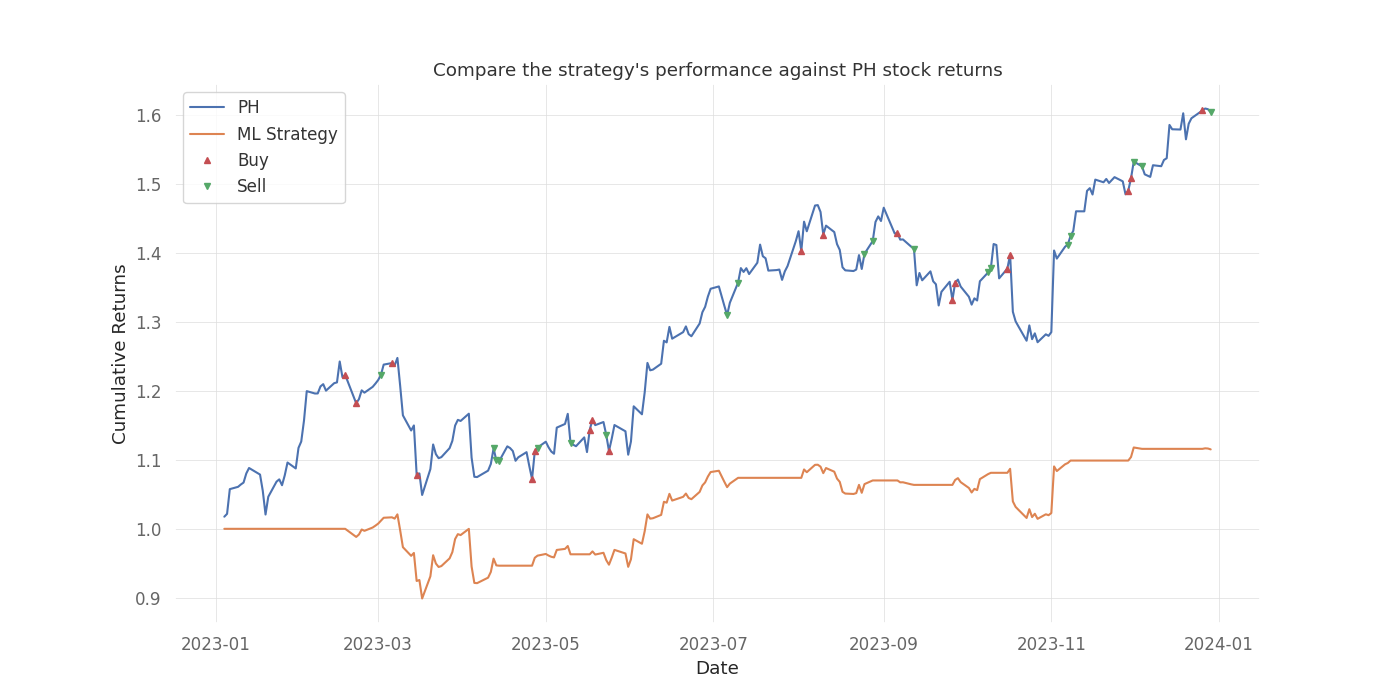 Compare the strategy's performance against PH stock returns
PH
ML Strategy
Buy
Sell
Cumulative Returns
1.6
1.5
1.4
1.3
1.2
1.1
1.0
0.9
2023-01 2023-03 2023-05 2023-07 2023-09 2023-11 2024-01
Date